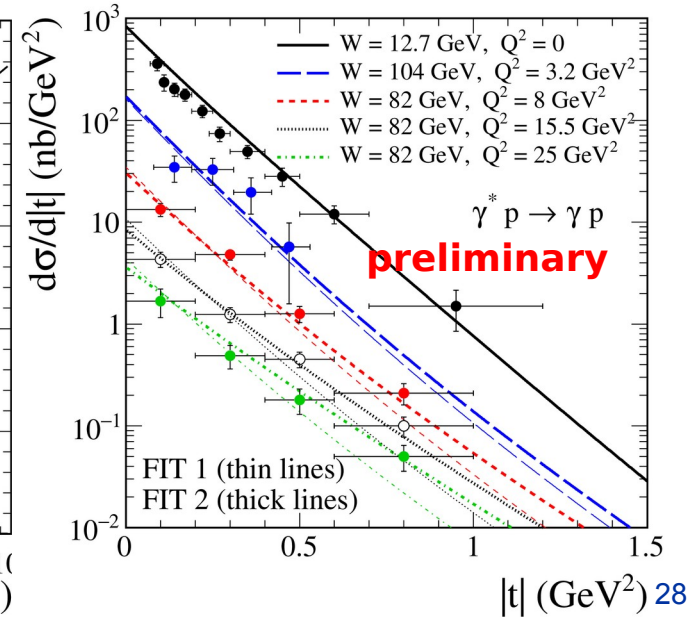 10³
10²
10
1
10⁻¹
10⁻²
dσ/d|t| (nb/GeV²)
W = 12.7 GeV, Q² = 0
W = 104 GeV, Q² = 3.2 GeV²
W = 82 GeV, Q² = 8 GeV²
W = 82 GeV, Q² = 15.5 GeV²
W = 82 GeV, Q² = 25 GeV²
γ* p → γ p
preliminary
FIT 1 (thin lines)
FIT 2 (thick lines)
0 0.5 1 1.5
|t| (GeV²) 28
)